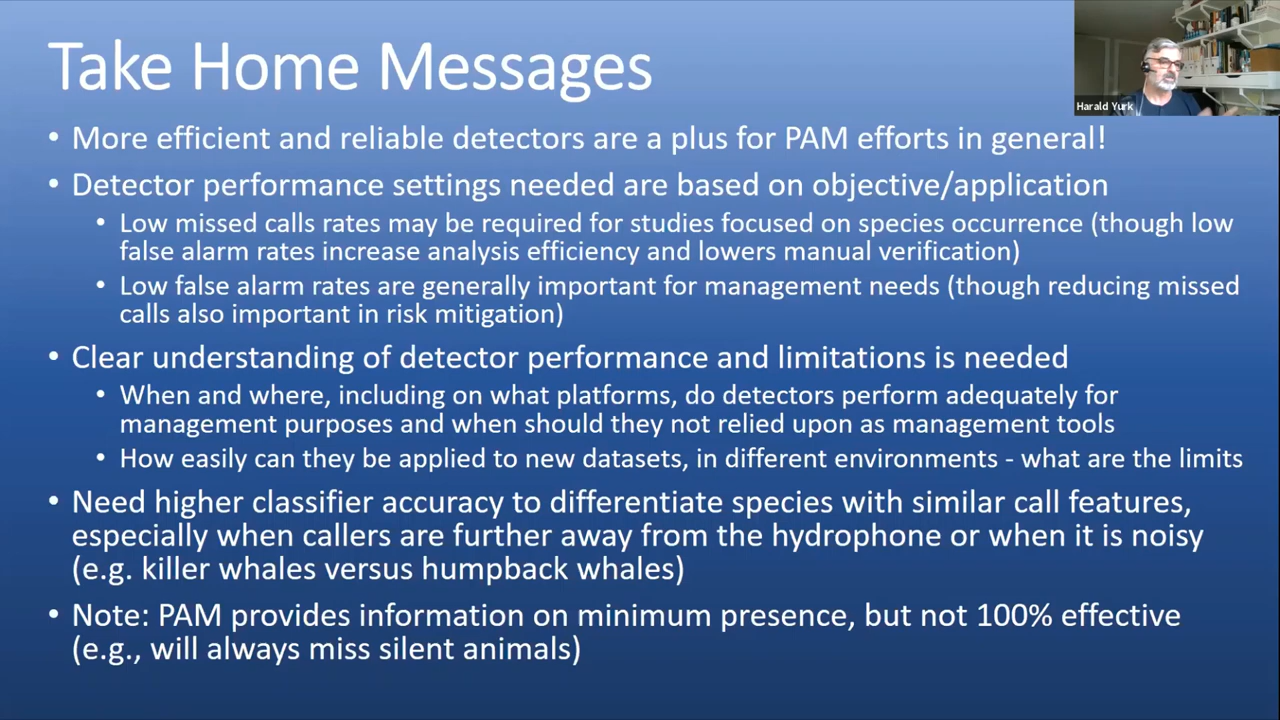 Take Home Messages
Harald Yurk
• More efficient and reliable detectors are a plus for PAM efforts in general!
• Detector performance settings needed are based on objective/application
• Low missed calls rates may be required for studies focused on species occurrence (though low
false alarm rates increase analysis efficiency and lowers manual verification)
• Low false alarm rates are generally important for management needs (though reducing missed
calls also important in risk mitigation)
• Clear understanding of detector performance and limitations is needed
• When and where, including on what platforms, do detectors perform adequately for
management purposes and when should they not relied upon as management tools
• How easily can they be applied to new datasets, in different environments - what are the limits
• Need higher classifier accuracy to differentiate species with similar call features,
especially when callers are further away from the hydrophone or when it is noisy
(e.g. killer whales versus humpback whales)
• Note: PAM provides information on minimum presence, but not 100% effective
(e.g., will always miss silent animals)